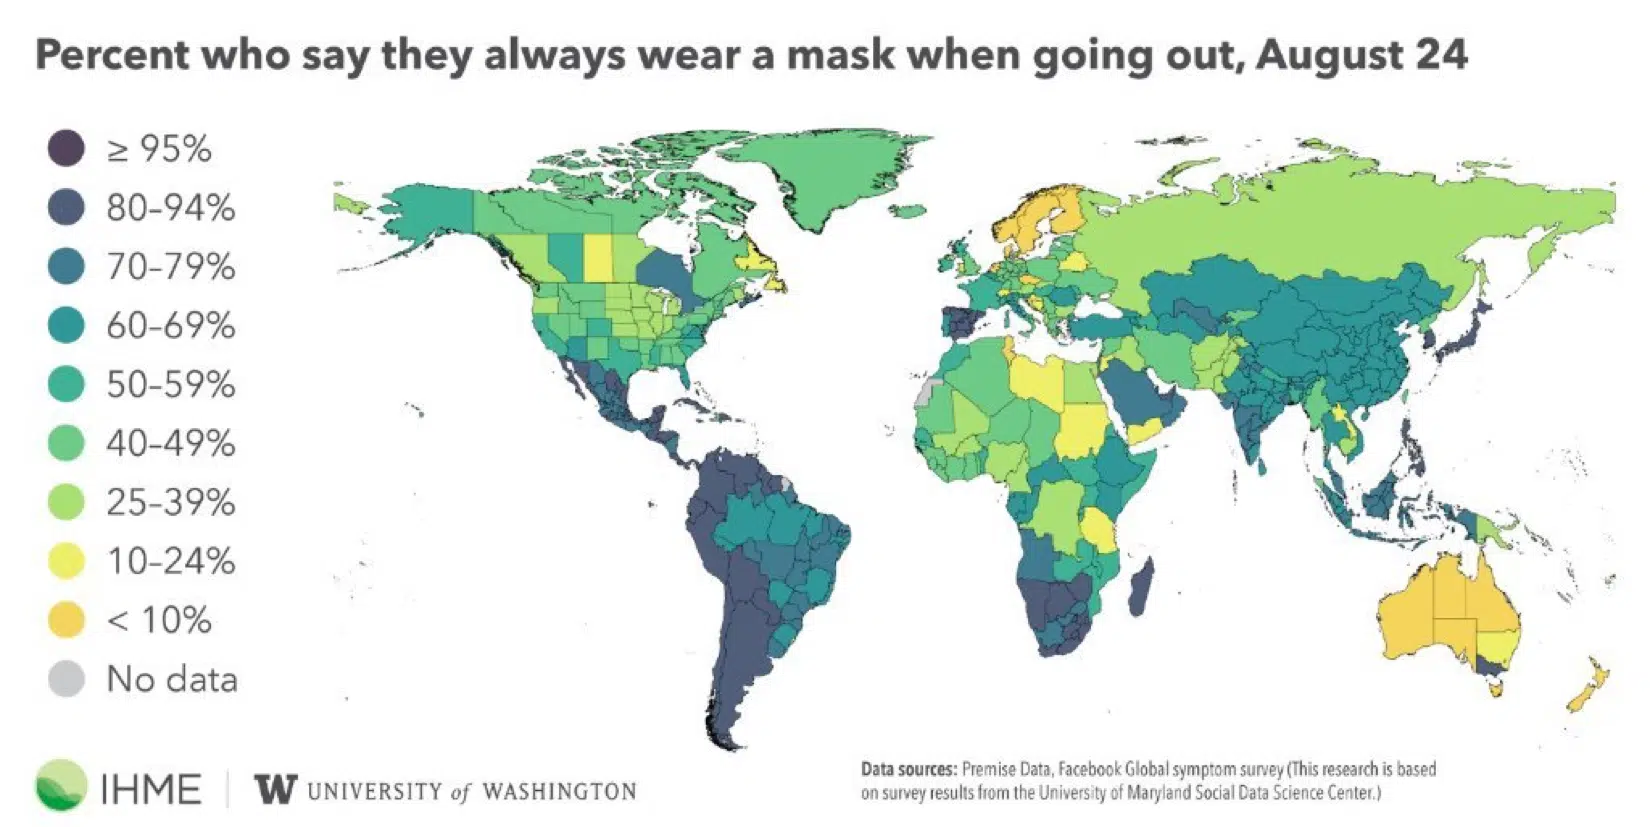 Percent who say they always wear a mask when going out, August 24
≥ 95%
80–94%
70–79%
60–69%
50–59%
40–49%
25–39%
10–24%
< 10%
No data
IHME
W UNIVERSITY of WASHINGTON
Data sources: Premise Data, Facebook Global symptom survey (This research is based
on survey results from the University of Maryland Social Data Science Center.)